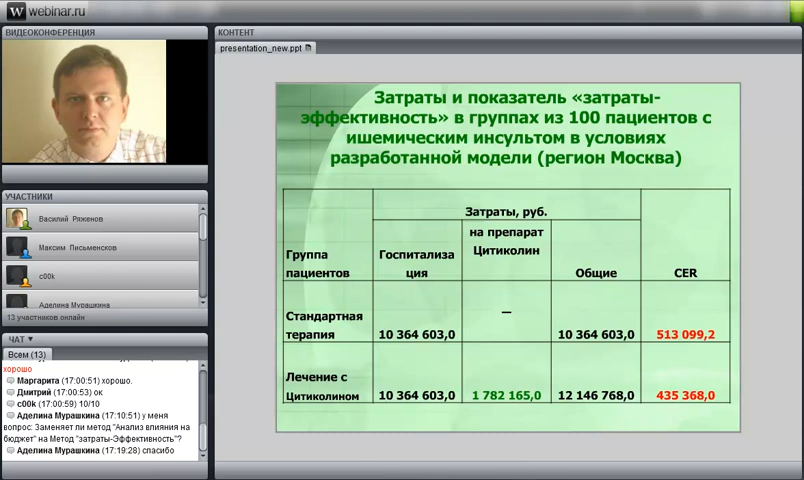 webinar.ru
ВИДЕОКОНФЕРЕНЦИЯ
УЧАСТНИКИ
Василий Ряженов
Максим Письменсков
c00k
Аделина Мурашкина
13 участников онлайн
ЧАТ
Всем (13)
хорошо
Маргарита (17:00:51) хорошо.
Дмитрий (17:00:53) ок
c00k (17:00:59) 10/10
Аделина Мурашкина (17:10:51) у меня
вопрос: Заменяет ли метод "Анализ влияния на
бюджет" на Метод "затраты-Эффективность"?
Аделина Мурашкина (17:19:28) спасибо
КОНТЕНТ
presentation_new.ppt
Затраты и показатель «затраты-
эффективность» в группах из 100 пациентов с
ишемическим инсультом в условиях
разработанной модели (регион Москва)
Группа
пациентов
Затраты, руб.
Госпитализа
ция
на препарат
Цитиколин
Общие
CER
Стандартная
терапия
10 364 603,0
—
10 364 603,0
513 099,2
Лечение с
Цитиколином
10 364 603,0
1 782 165,0
12 146 768,0
435 368,0